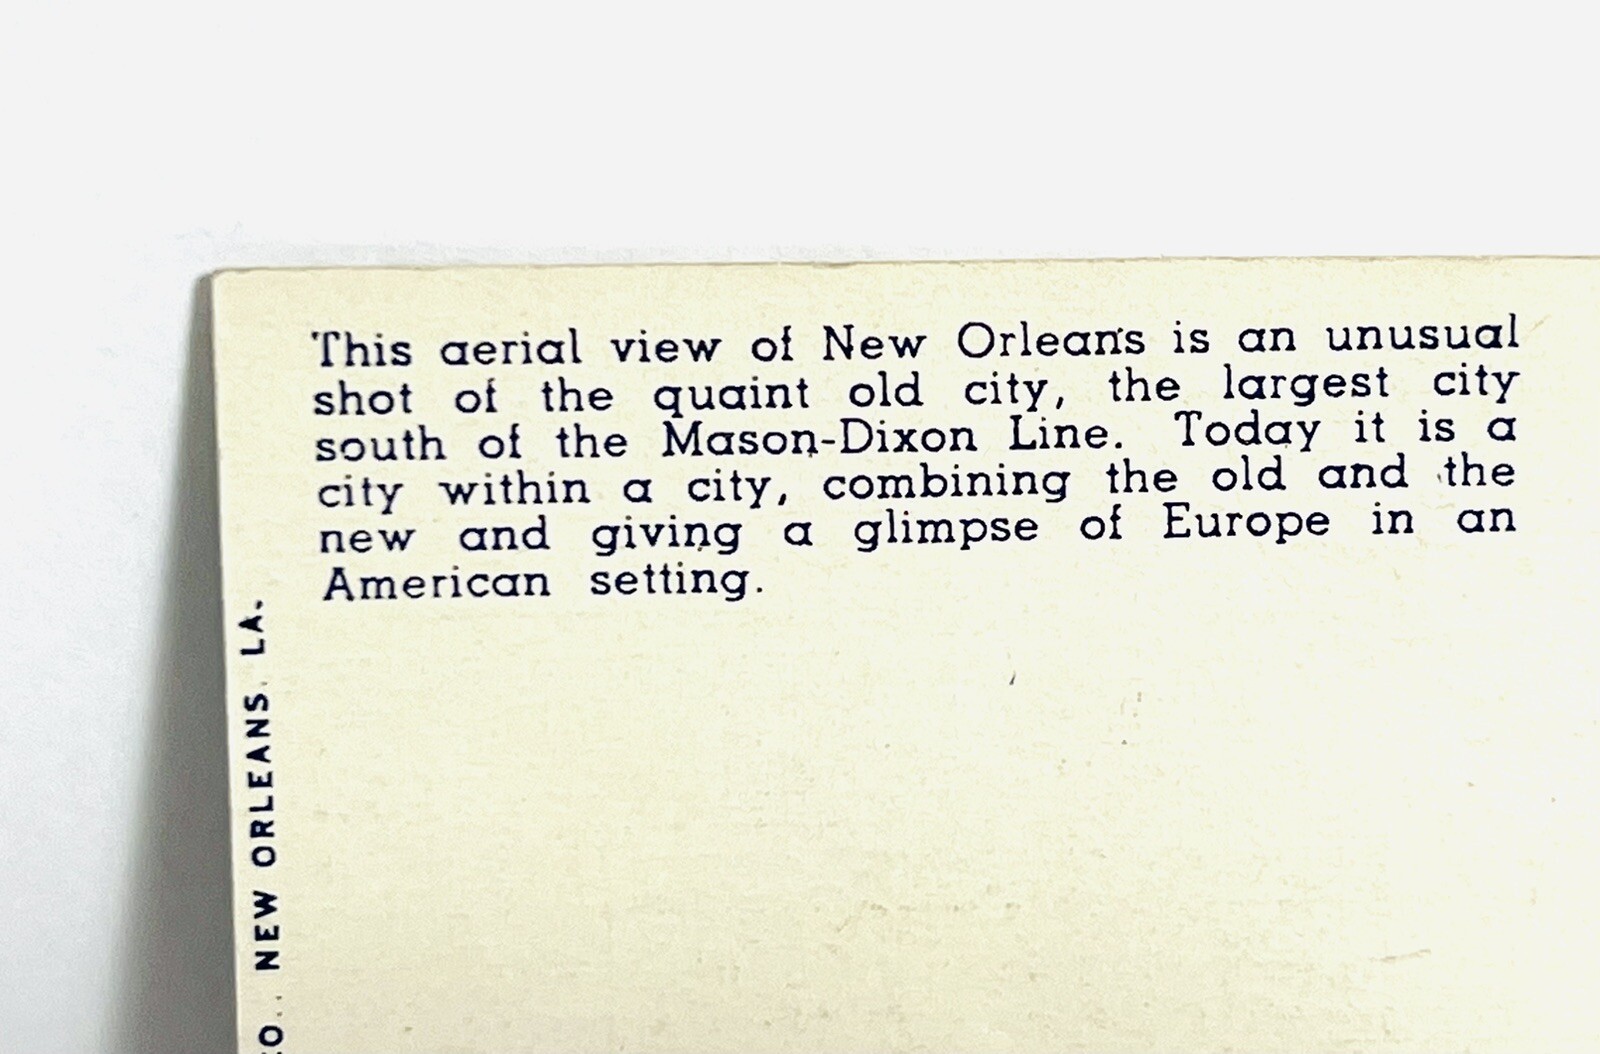 This aerial view of New Orleans is an unusual
shot of the quaint old city, the largest city
south of the Mason-Dixon Line. Today it is a
city within a city, combining the old and the
new and giving a glimpse of Europe in an
American setting.
NEW ORLEANS, LA.